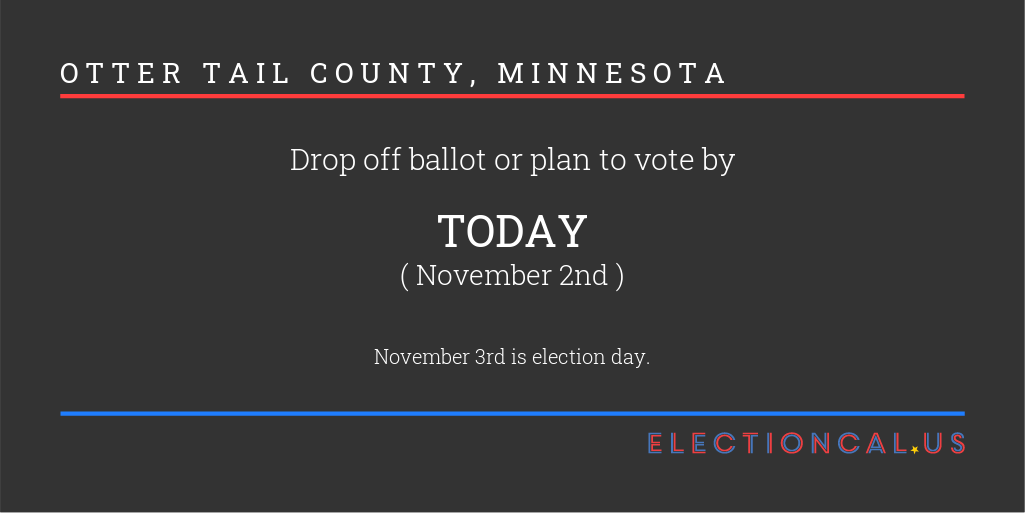 OTTER TAIL COUNTY, MINNESOTA
Drop off ballot or plan to vote by
TODAY
( November 2nd )
November 3rd is election day.
ELECTIONCAL.US